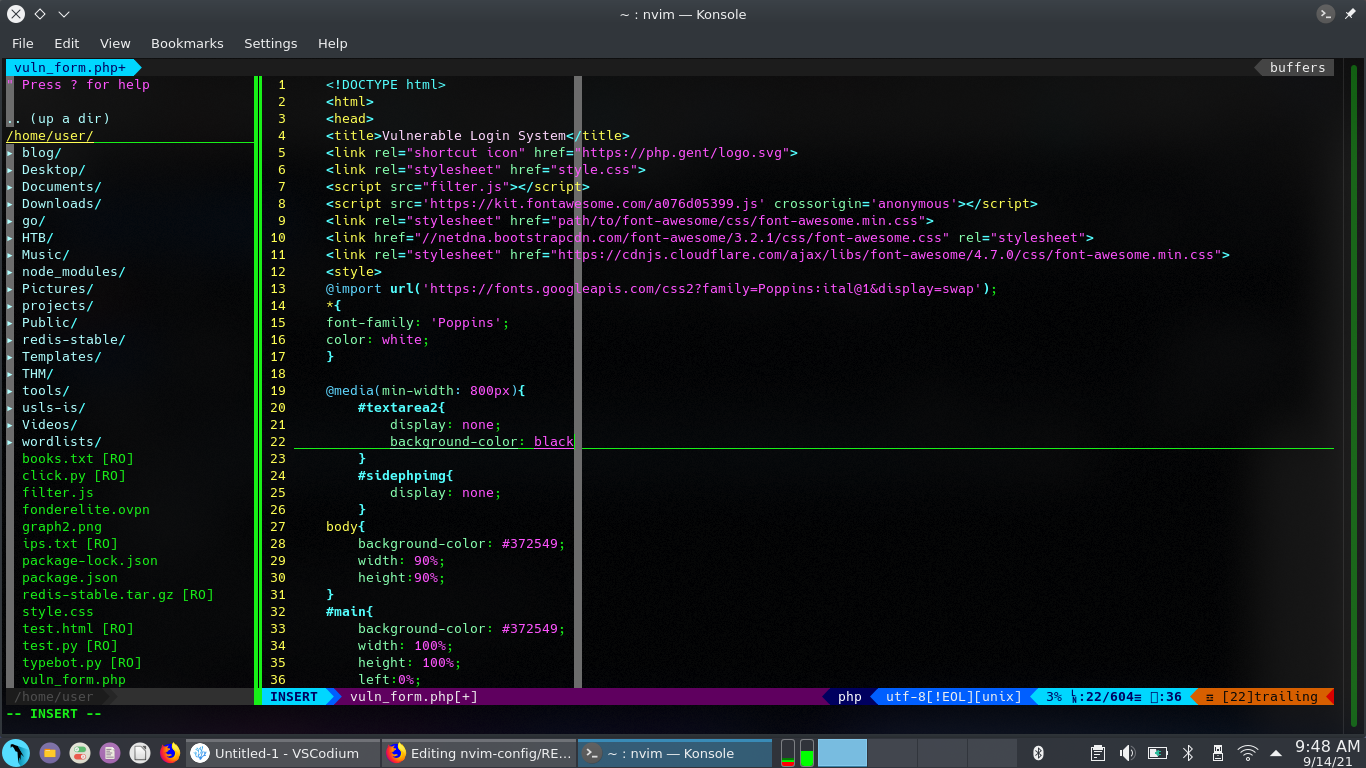 ~ : nvim — Konsole
File Edit View Bookmarks Settings Help
vuln_form.php+
buffers
" Press ? for help
.. (up a dir)
/home/user/
▸ blog/
▸ Desktop/
▸ Documents/
▸ Downloads/
▸ go/
▸ HTB/
▸ Music/
▸ node_modules/
▸ Pictures/
▸ projects/
▸ Public/
▸ redis-stable/
▸ Templates/
▸ THM/
▸ tools/
▸ usls-is/
▸ Videos/
▸ wordlists/
books.txt [RO]
click.py [RO]
filter.js
fonderelite.ovpn
graph2.png
ips.txt [RO]
package-lock.json
package.json
redis-stable.tar.gz [RO]
style.css
test.html [RO]
test.py [RO]
typebot.py [RO]
vuln_form.php
/home/user
1 <!DOCTYPE html>
2 <html>
3 <head>
4 <title>Vulnerable Login System</title>
5 <link rel="shortcut icon" href="https://php.gent/logo.svg">
6 <link rel="stylesheet" href="style.css">
7 <script src="filter.js"></script>
8 <script src='https://kit.fontawesome.com/a076d05399.js' crossorigin='anonymous'></script>
9 <link rel="stylesheet" href="path/to/font-awesome/css/font-awesome.min.css">
10 <link href="//netdna.bootstrapcdn.com/font-awesome/3.2.1/css/font-awesome.css" rel="stylesheet">
11 <link rel="stylesheet" href="https://cdnjs.cloudflare.com/ajax/libs/font-awesome/4.7.0/css/font-awesome.min.css">
12 <style>
13 @import url('https://fonts.googleapis.com/css2?family=Poppins:ital@1&display=swap');
14 *{
15 font-family: 'Poppins';
16 color: white;
17 }
18
19 @media(min-width: 800px){
20 #textarea2{
21 display: none;
22 background-color: black
23 }
24 #sidephpimg{
25 display: none;
26 }
27 body{
28 background-color: #372549;
29 width: 90%;
30 height:90%;
31 }
32 #main{
33 background-color: #372549;
34 width: 100%;
35 height: 100%;
36 left:0%;
INSERT vuln_form.php[+] php utf-8[!EOL][unix] 3% :22/604≡ :36 [22]trailing
-- INSERT --
Untitled-1 - VSCodium
Editing nvim-config/RE...
~ : nvim — Konsole
9:48 AM
9/14/21